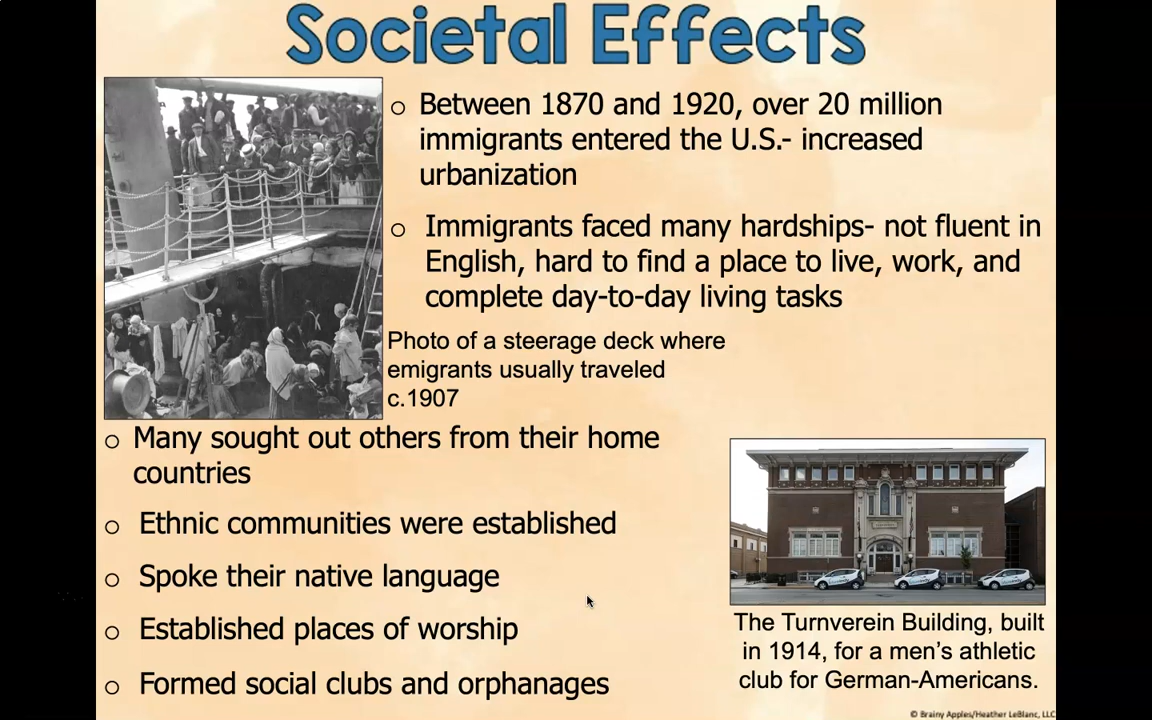 Societal Effects
o Between 1870 and 1920, over 20 million
immigrants entered the U.S.- increased
urbanization
o Immigrants faced many hardships- not fluent in
English, hard to find a place to live, work, and
complete day-to-day living tasks
Photo of a steerage deck where
emigrants usually traveled
c.1907
o Many sought out others from their home
countries
o Ethnic communities were established
o Spoke their native language
o Established places of worship
o Formed social clubs and orphanages
The Turnverein Building, built
in 1914, for a men’s athletic
club for German-Americans.
© Brainy Apples/Heather LeBlanc, LLC